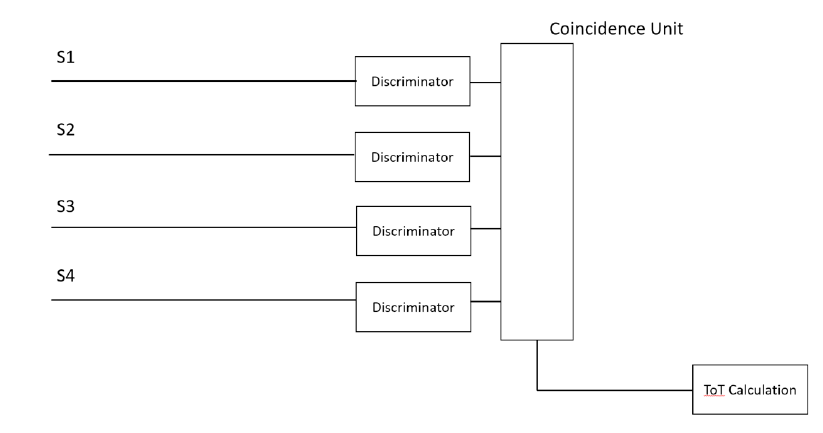 Coincidence Unit
S1
Discriminator
S2
Discriminator
S3
Discriminator
S4
Discriminator
ToT Calculation